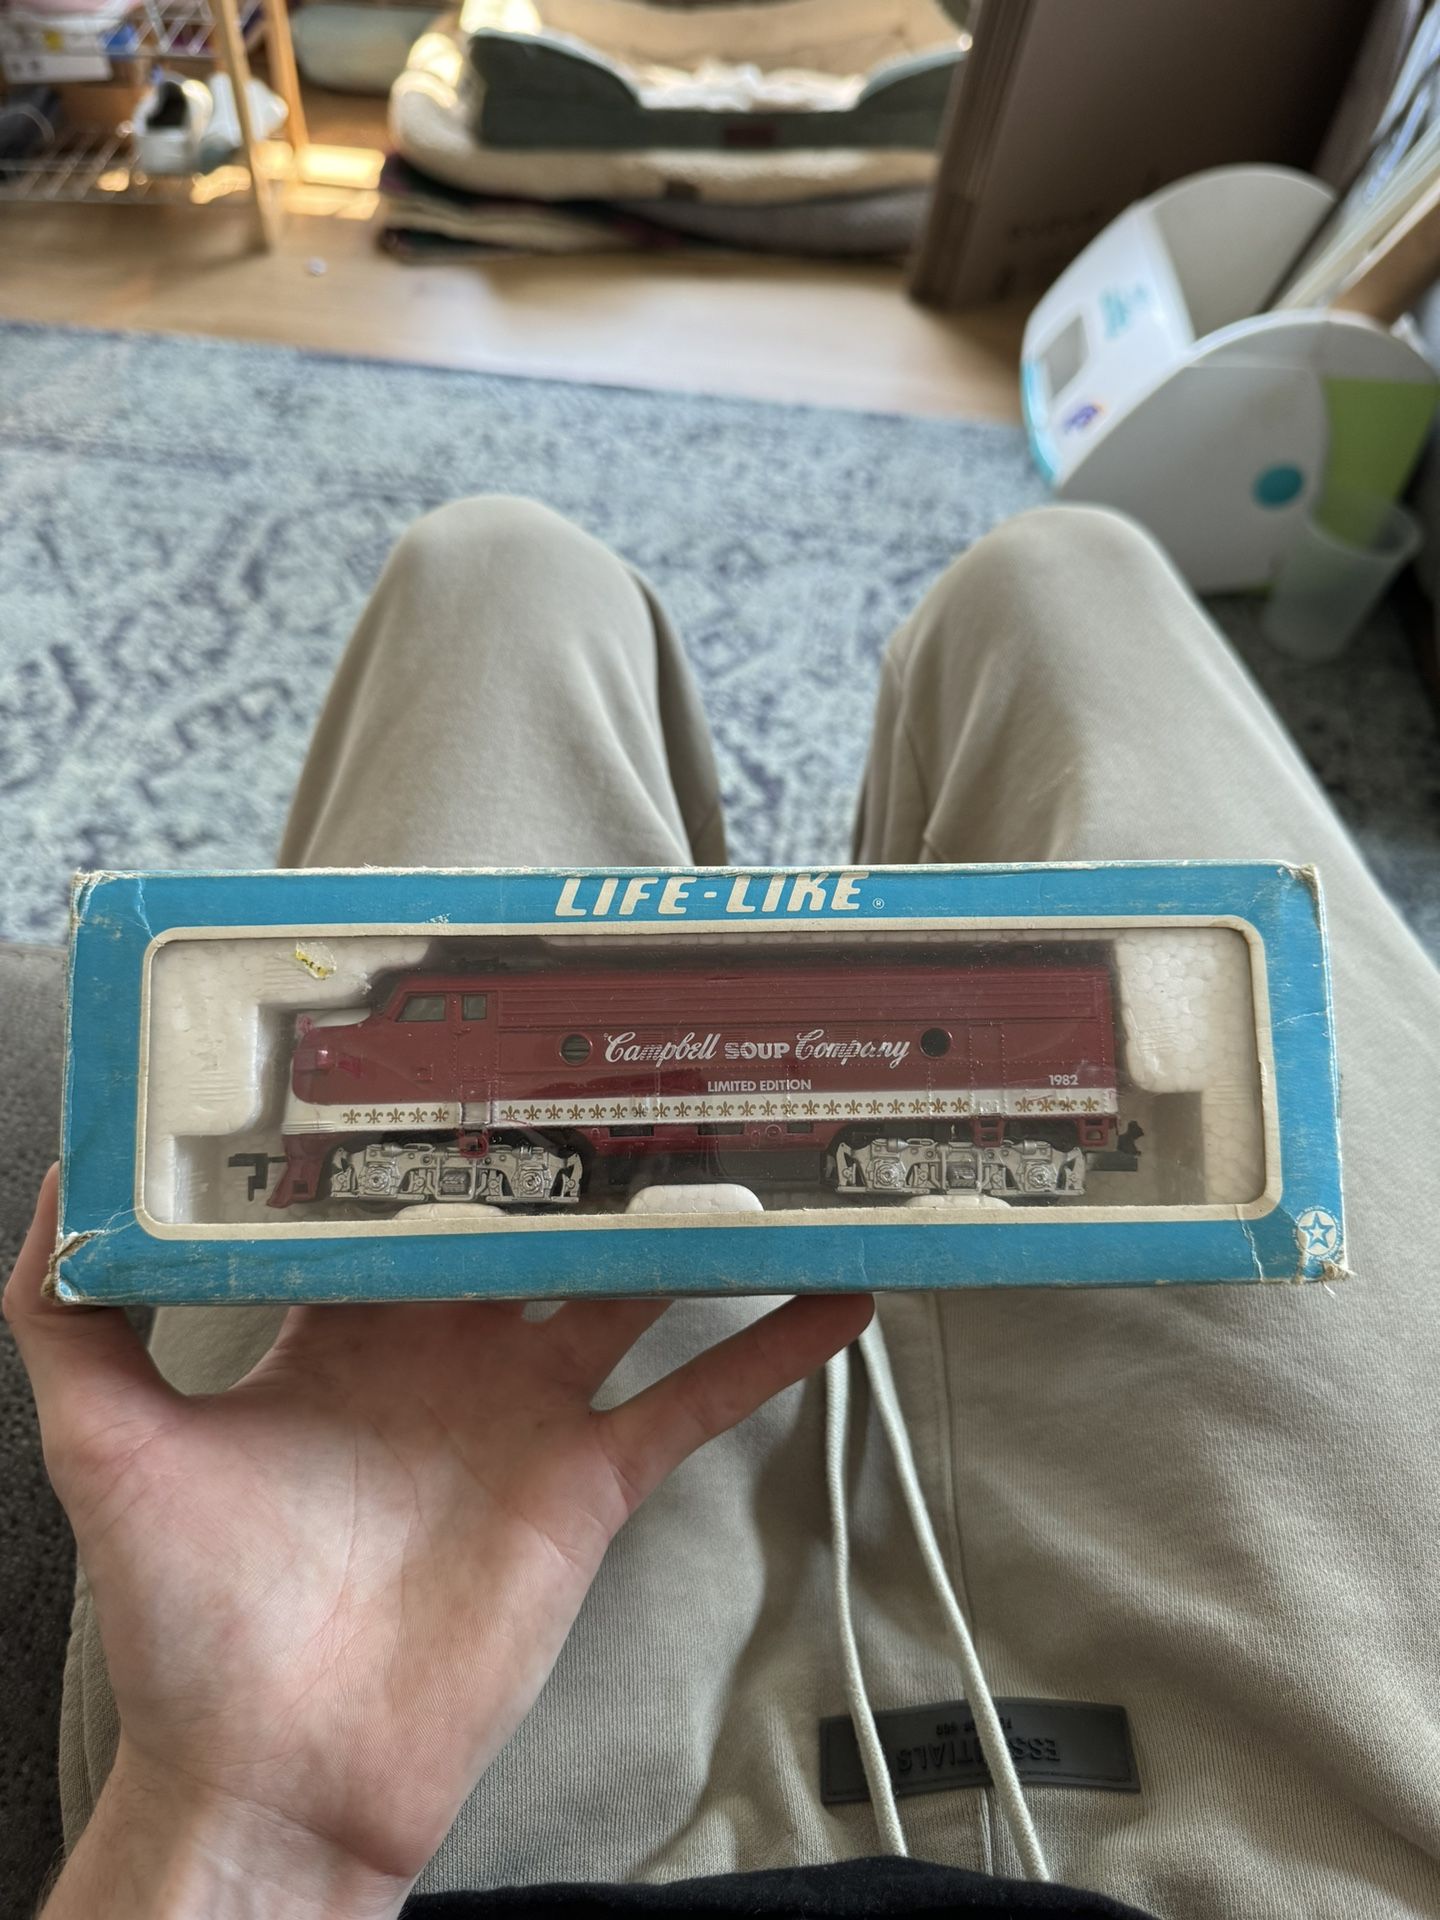 LIFE-LIKE®
Campbell SOUP Company
LIMITED EDITION
1982
ESSENTIALS